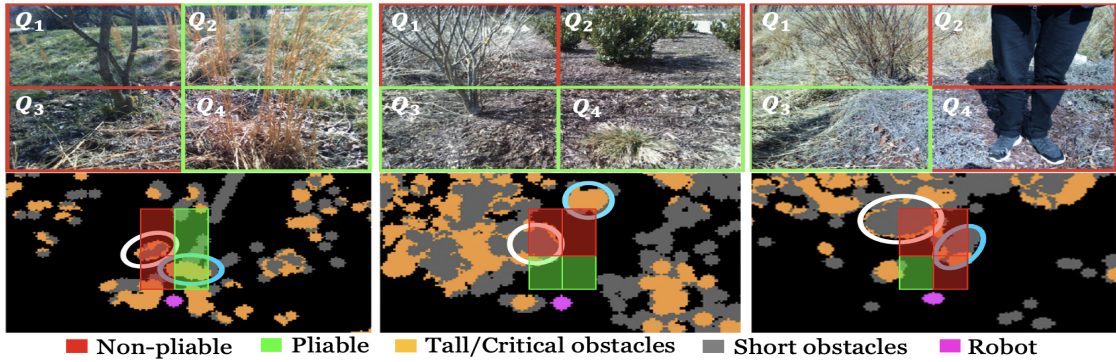 Q1 Q2 Q1 Q2 Q1 Q2
Q3 Q4 Q3 Q4 Q3 Q4
Non-pliable Pliable Tall/Critical obstacles Short obstacles Robot